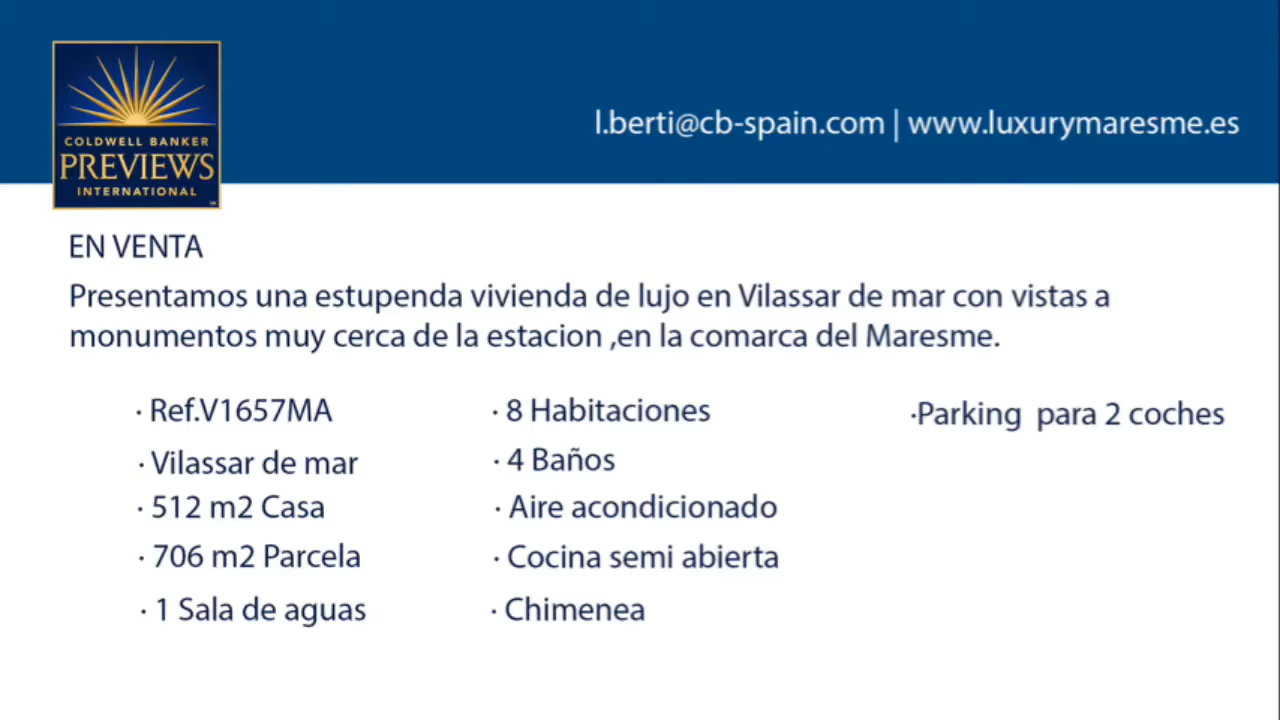 COLDWELL BANKER
PREVIEWS
INTERNATIONAL
l.berti@cb-spain.com | www.luxurymaresme.es
EN VENTA
Presentamos una estupenda vivienda de lujo en Vilassar de mar con vistas a
monumentos muy cerca de la estacion ,en la comarca del Maresme.
· Ref.V1657MA
· Vilassar de mar
· 512 m2 Casa
· 706 m2 Parcela
· 1 Sala de aguas
· 8 Habitaciones
· 4 Baños
· Aire acondicionado
· Cocina semi abierta
· Chimenea
·Parking  para 2 coches